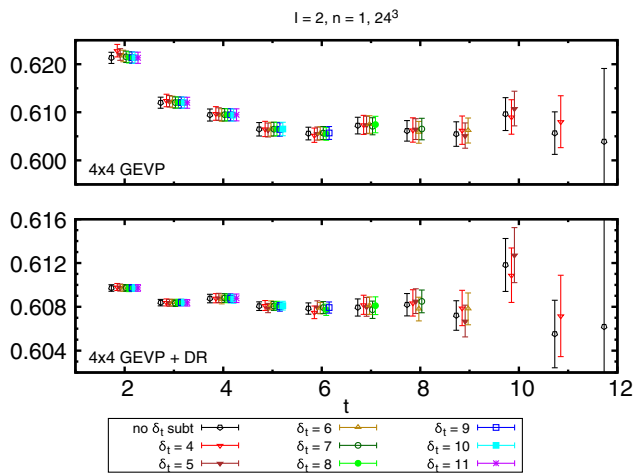 I = 2, n = 1, 24³
0.620
0.610
0.600
4x4 GEVP
0.616
0.612
0.608
0.604
4x4 GEVP + DR
2 4 6 8 10 12
t
no δt subt δt = 6 δt = 9
δt = 4 δt = 7 δt = 10
δt = 5 δt = 8 δt = 11